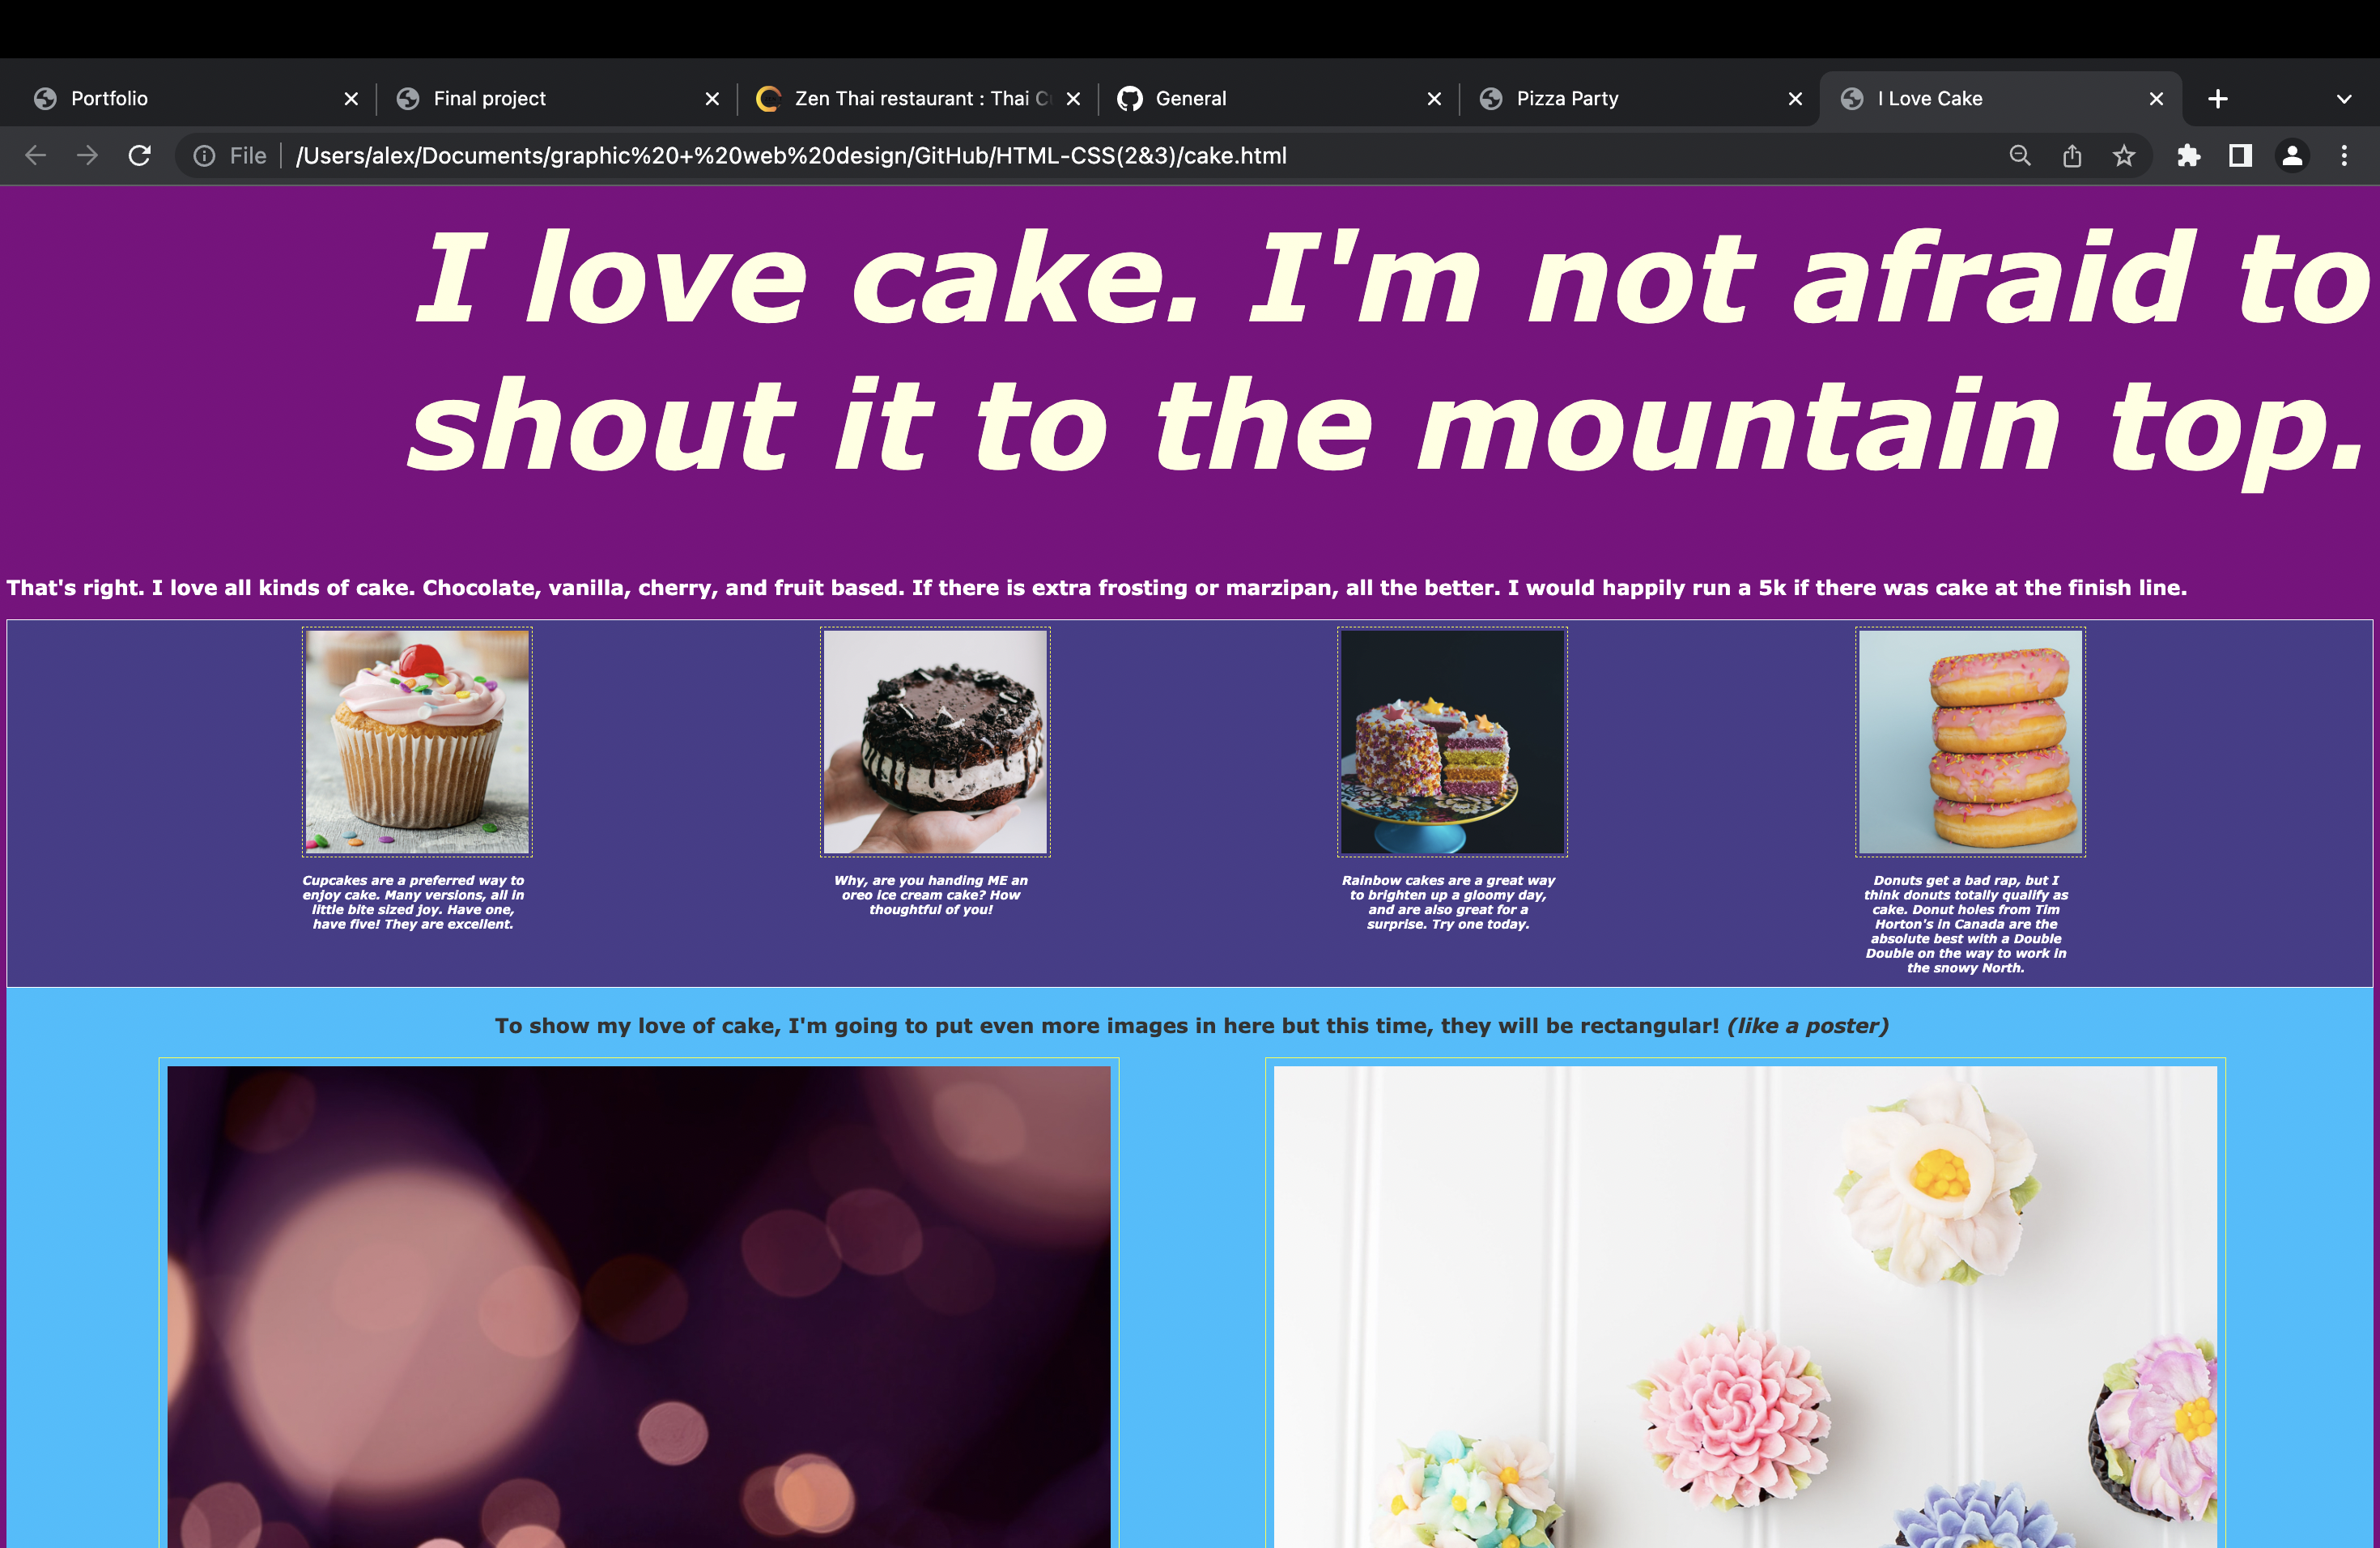 Portfolio
Final project
Zen Thai restaurant : Thai
General
Pizza Party
I Love Cake
File
/Users/alex/Documents/graphic%20+%20web%20design/GitHub/HTML-CSS(2&3)/cake.html
I love cake. I'm not afraid to
shout it to the mountain top.
That's right. I love all kinds of cake. Chocolate, vanilla, cherry, and fruit based. If there is extra frosting or marzipan, all the better. I would happily run a 5k if there was cake at the finish line.
Cupcakes are a preferred way to
enjoy cake. Many versions, all in
little bite sized joy. Have one,
have five! They are excellent.
Why, are you handing ME an
oreo ice cream cake? How
thoughtful of you!
Rainbow cakes are a great way
to brighten up a gloomy day,
and are also great for a
surprise. Try one today.
Donuts get a bad rap, but I
think donuts totally qualify as
cake. Donut holes from Tim
Horton's in Canada are the
absolute best with a Double
Double on the way to work in
the snowy North.
To show my love of cake, I'm going to put even more images in here but this time, they will be rectangular! (like a poster)